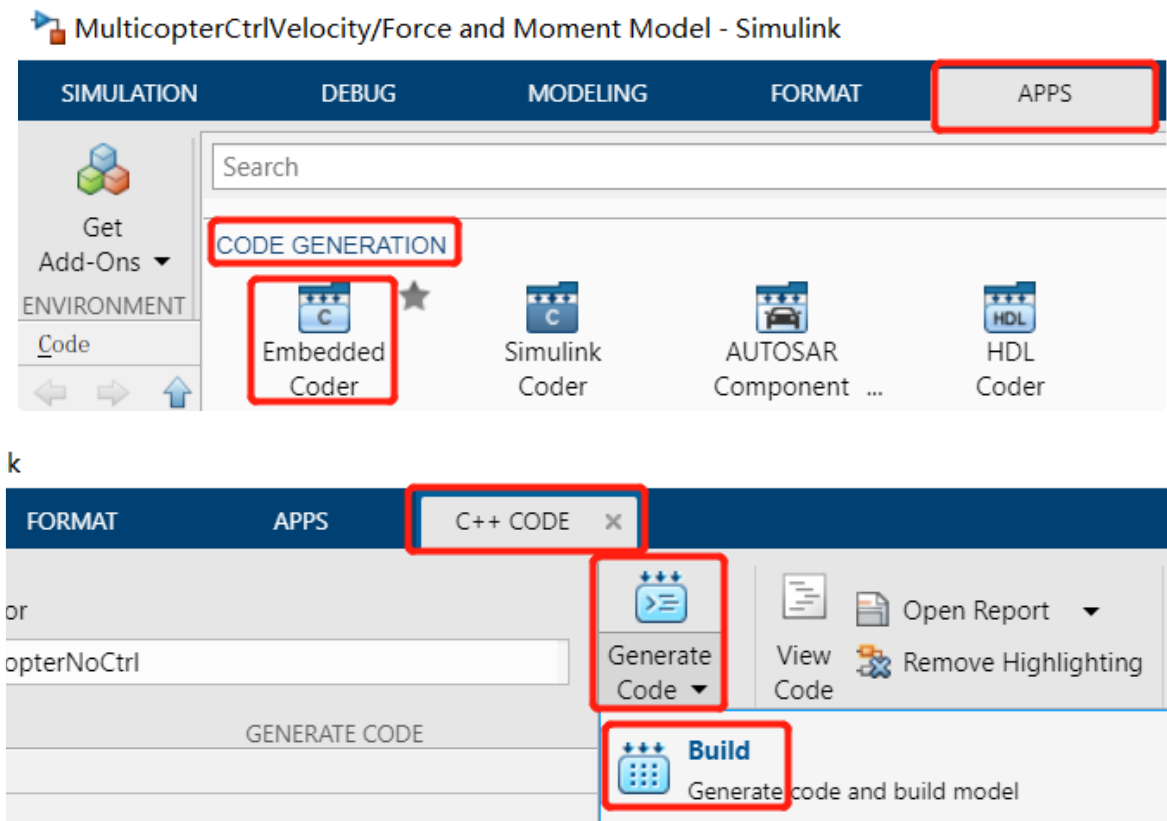 MulticopterCtrlVelocity/Force and Moment Model - Simulink
SIMULATION DEBUG MODELING FORMAT APPS
Search
Get
Add-Ons
ENVIRONMENT
Code
CODE GENERATION
C
C
HDL
Embedded
Coder
Simulink
Coder
AUTOSAR
Component ...
HDL
Coder
k
FORMAT APPS C++ CODE
or
opterNoCtrl
GENERATE CODE
Generate
Code
View
Code
Open Report
Remove Highlighting
Build
Generate code and build model